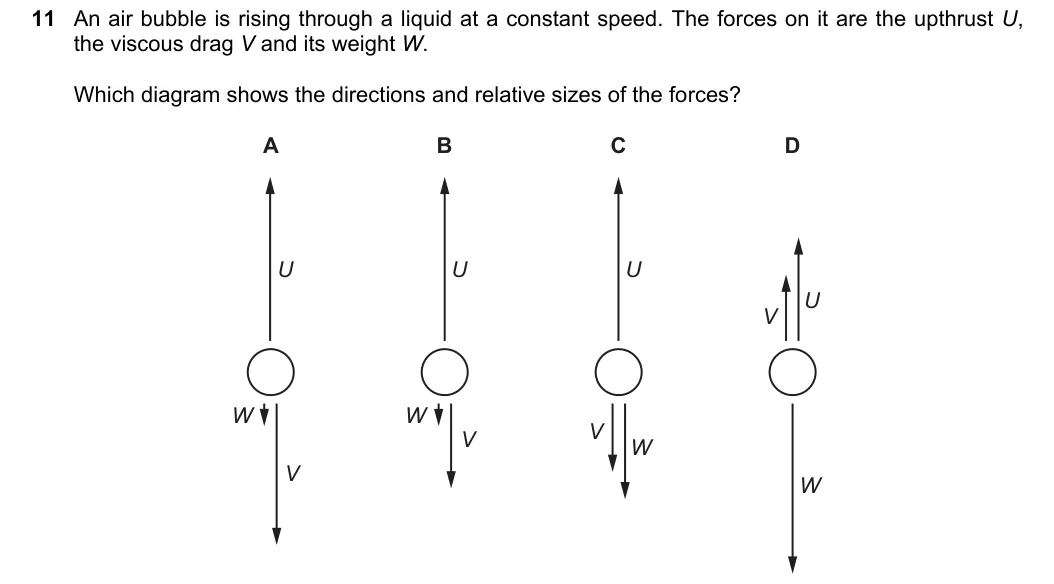 11 An air bubble is rising through a liquid at a constant speed. The forces on it are the upthrust U,
the viscous drag V and its weight W.
Which diagram shows the directions and relative sizes of the forces?
A B C D
U U U V U
W V W V V W W